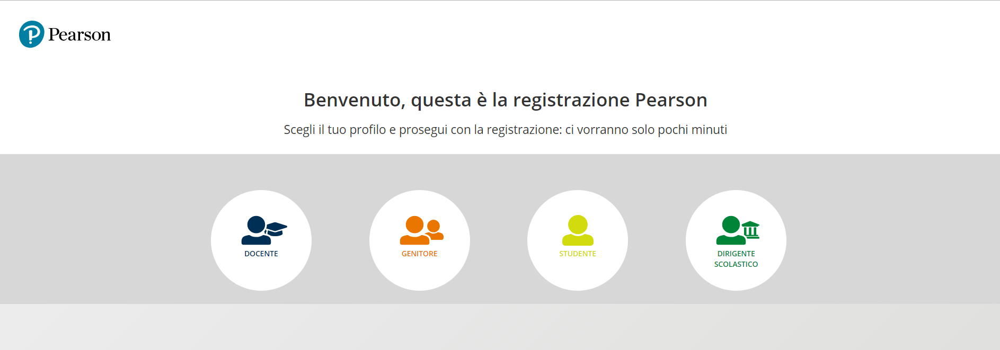 Pearson
Benvenuto, questa è la registrazione Pearson
Scegli il tuo profilo e prosegui con la registrazione: ci vorranno solo pochi minuti
DOCENTE
GENITORE
STUDENTE
DIRIGENTE
SCOLASTICO